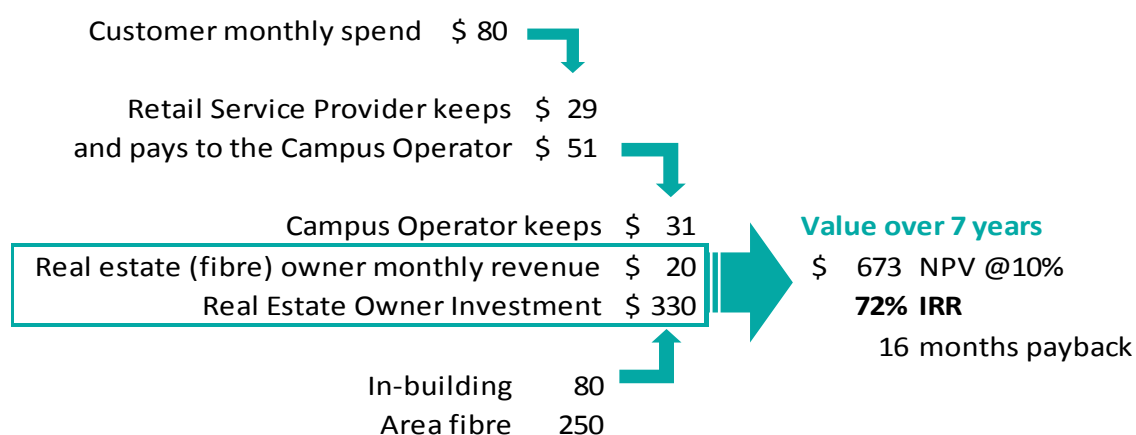 Customer monthly spend $ 80
Retail Service Provider keeps $ 29
and pays to the Campus Operator $ 51
Campus Operator keeps $ 31
Real estate (fibre) owner monthly revenue $ 20
Real Estate Owner Investment $ 330
In-building 80
Area fibre 250
Value over 7 years
$ 673 NPV @10%
72% IRR
16 months payback